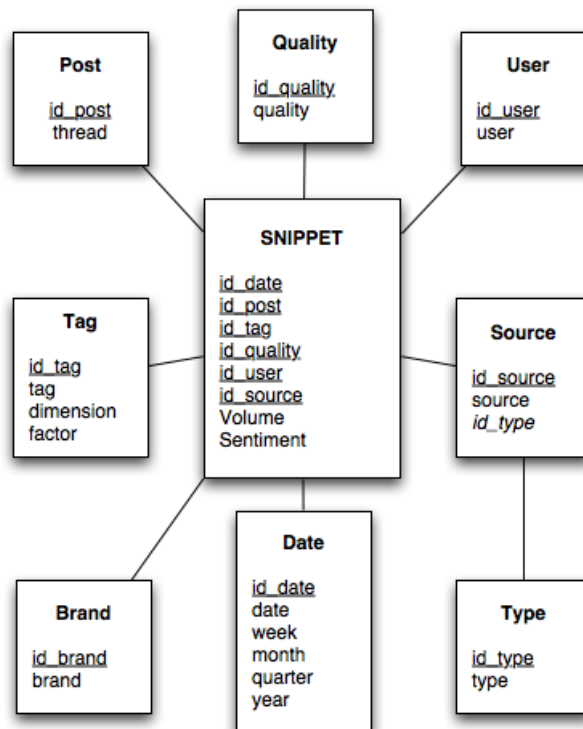 Post
id_post
thread
Quality
id_quality
quality
User
id_user
user
SNIPPET
id_date
id_post
id_tag
id_quality
id_user
id_source
Volume
Sentiment
Tag
id_tag
tag
dimension
factor
Source
id_source
source
id_type
Brand
id_brand
brand
Date
id_date
date
week
month
quarter
year
Type
id_type
type